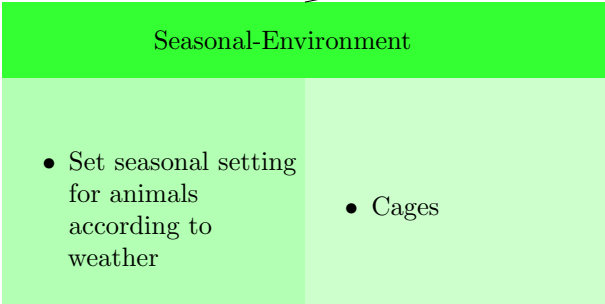 Seasonal-Environment
• Set seasonal setting
for animals
according to
weather
• Cages